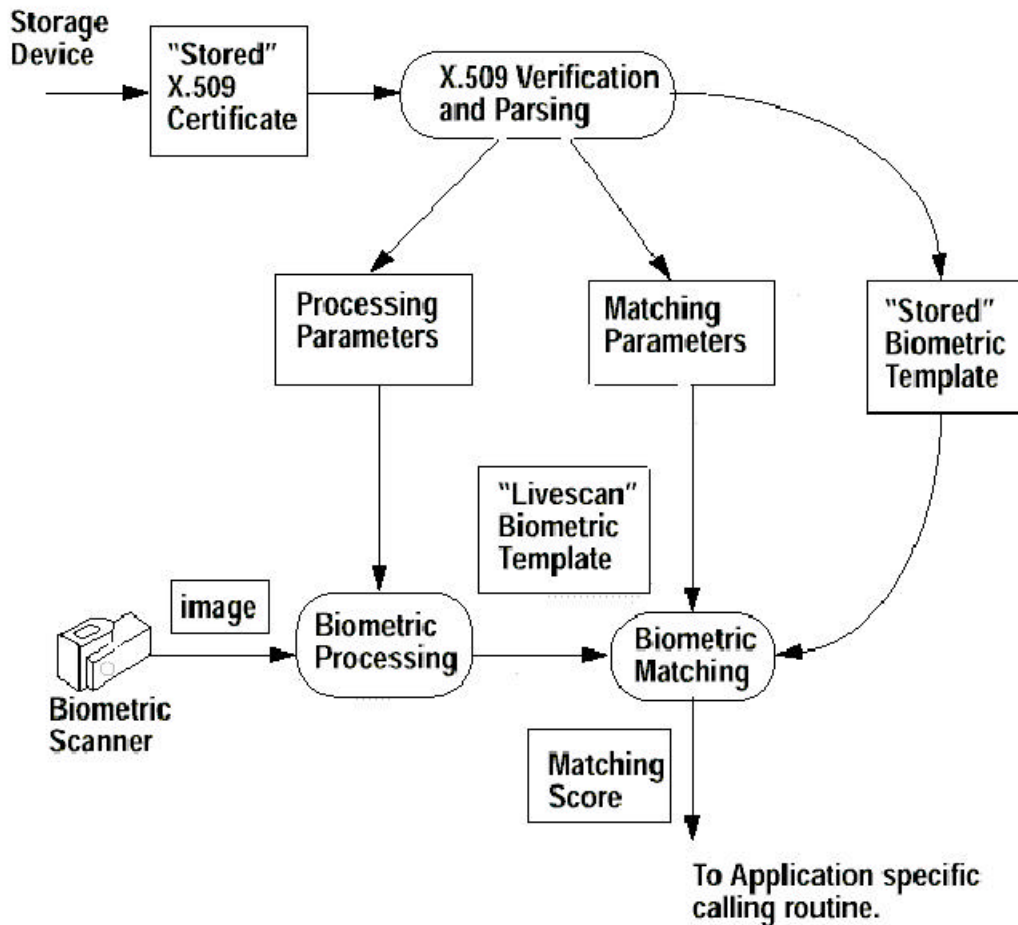 Storage
Device
"Stored"
X.509
Certificate
X.509 Verification
and Parsing
Processing
Parameters
Matching
Parameters
"Stored"
Biometric
Template
"Livescan"
Biometric
Template
image
Biometric
Processing
Biometric
Matching
Biometric
Scanner
Matching
Score
To Application specific
calling routine.